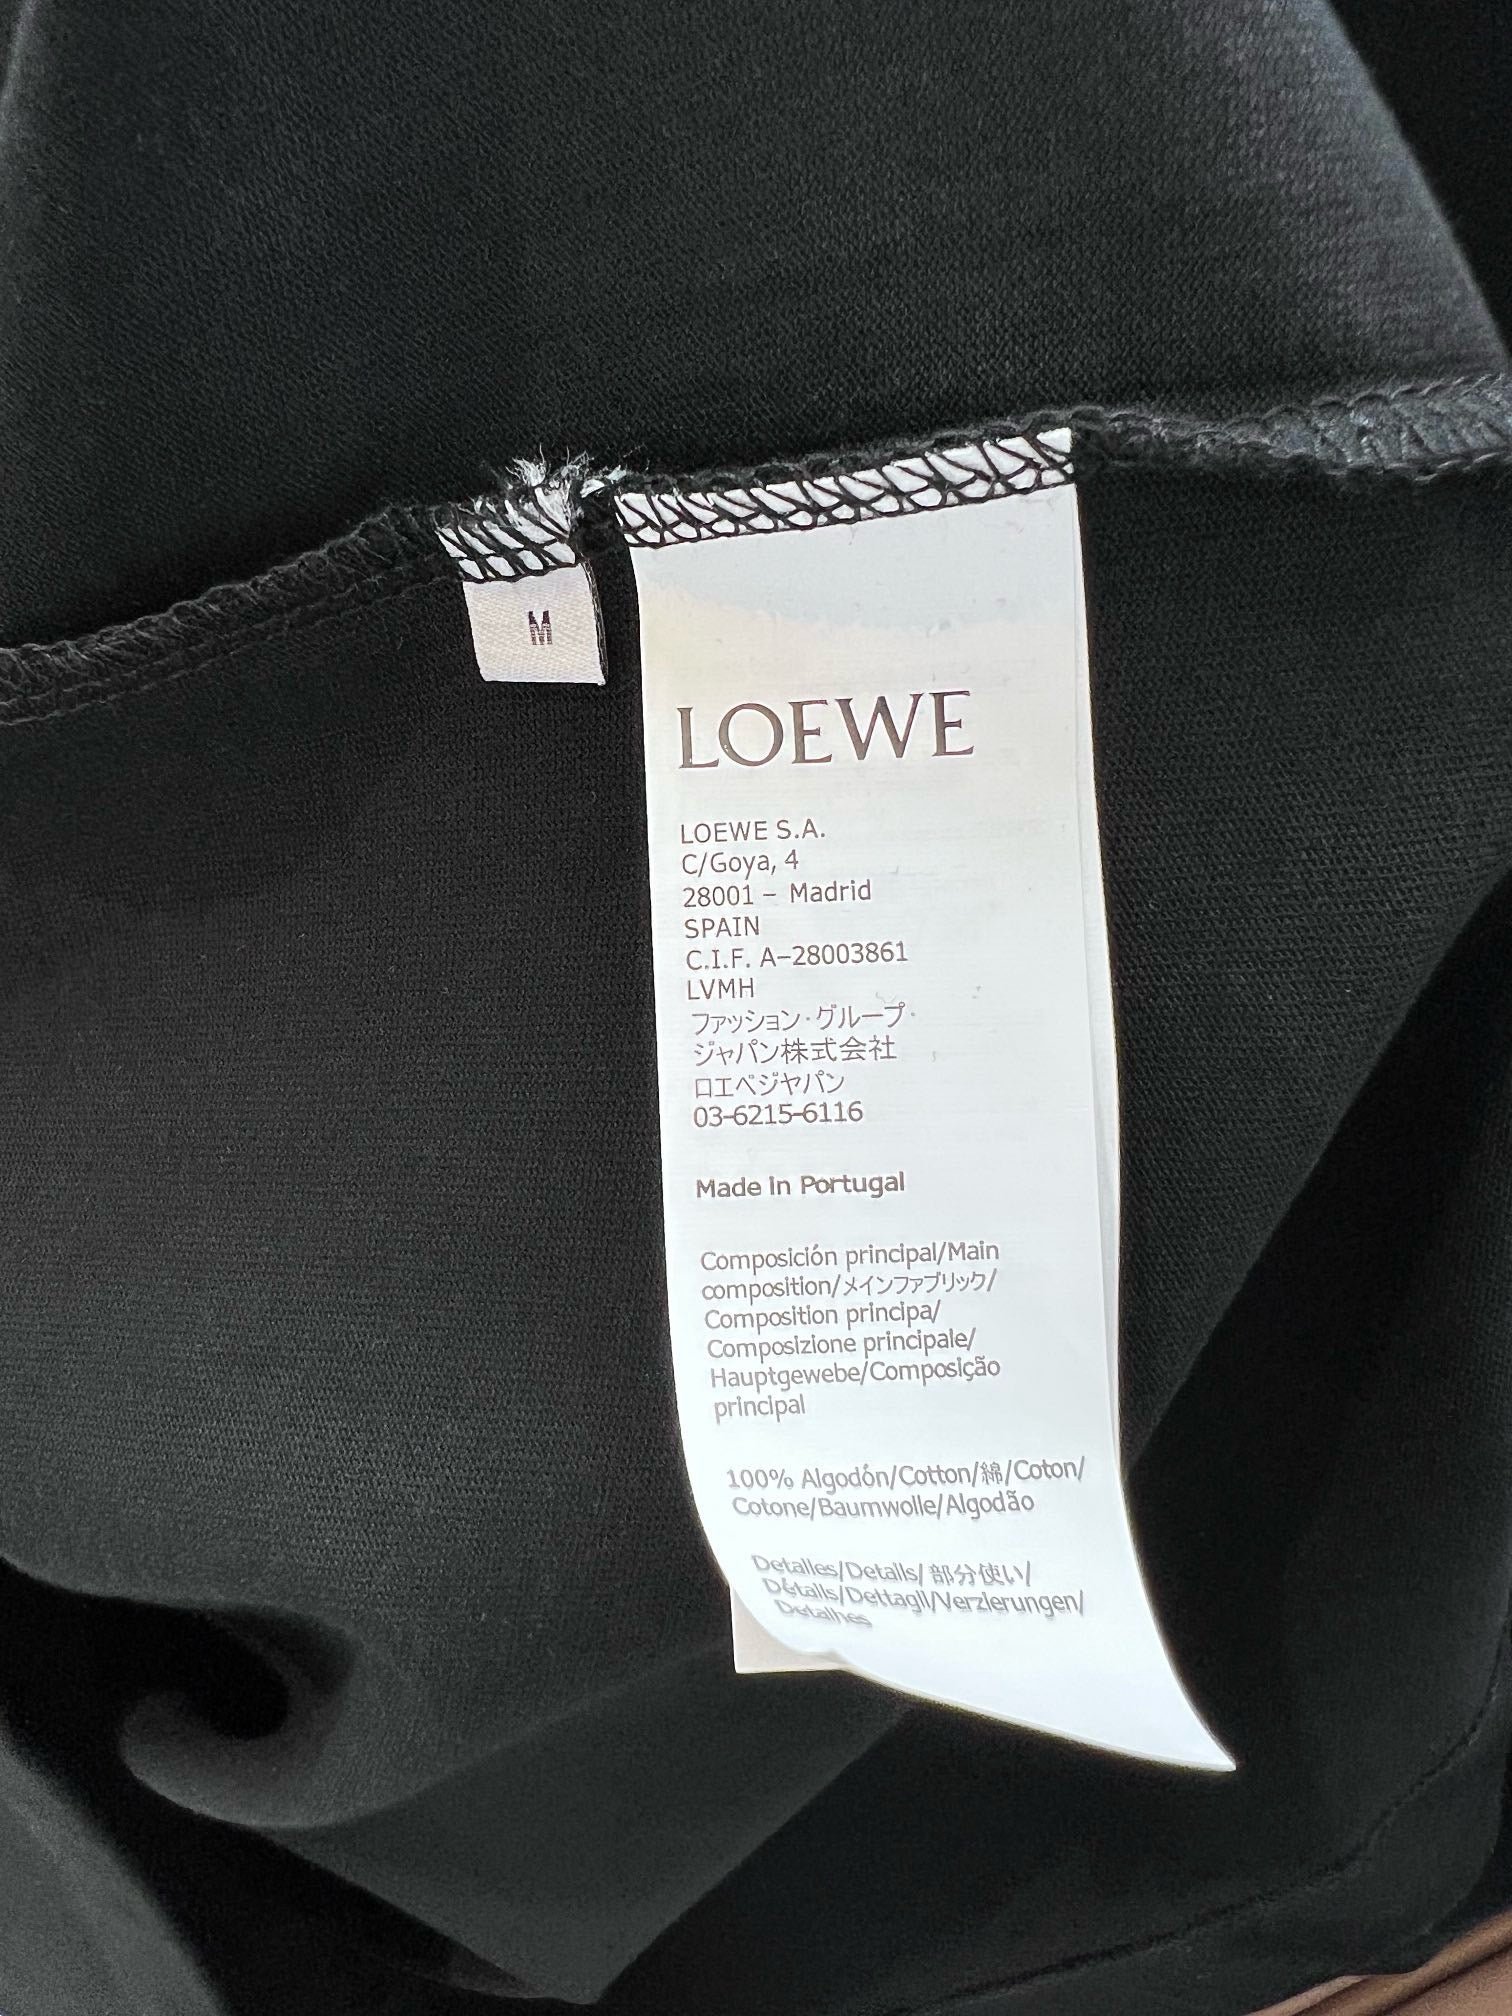 M
LOEWE
LOEWE S.A.
C/Goya, 4
28001 – Madrid
SPAIN
C.I.F. A-28003861
LVMH
ファッション・グループ・
ジャパン株式会社
ロエベジャパン
03-6215-6116
Made in Portugal
Composición principal/Main
composition/メインファブリック/
Composition principa/
Composizione principale/
Hauptgewebe/Composição
principal
100% Algodón/Cotton/綿/Coton/
Cotone/Baumwolle/Algodão
Detalles/Details/ 部分使い/
Détails/Dettagli/Verzierungen/
Detalhes